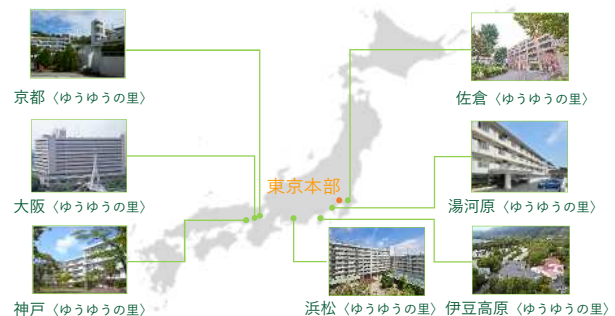 京都〈ゆうゆうの里〉
佐倉〈ゆうゆうの里〉
東京本部
大阪〈ゆうゆうの里〉
湯河原〈ゆうゆうの里〉
神戸〈ゆうゆうの里〉
浜松〈ゆうゆうの里〉
伊豆高原〈ゆうゆうの里〉